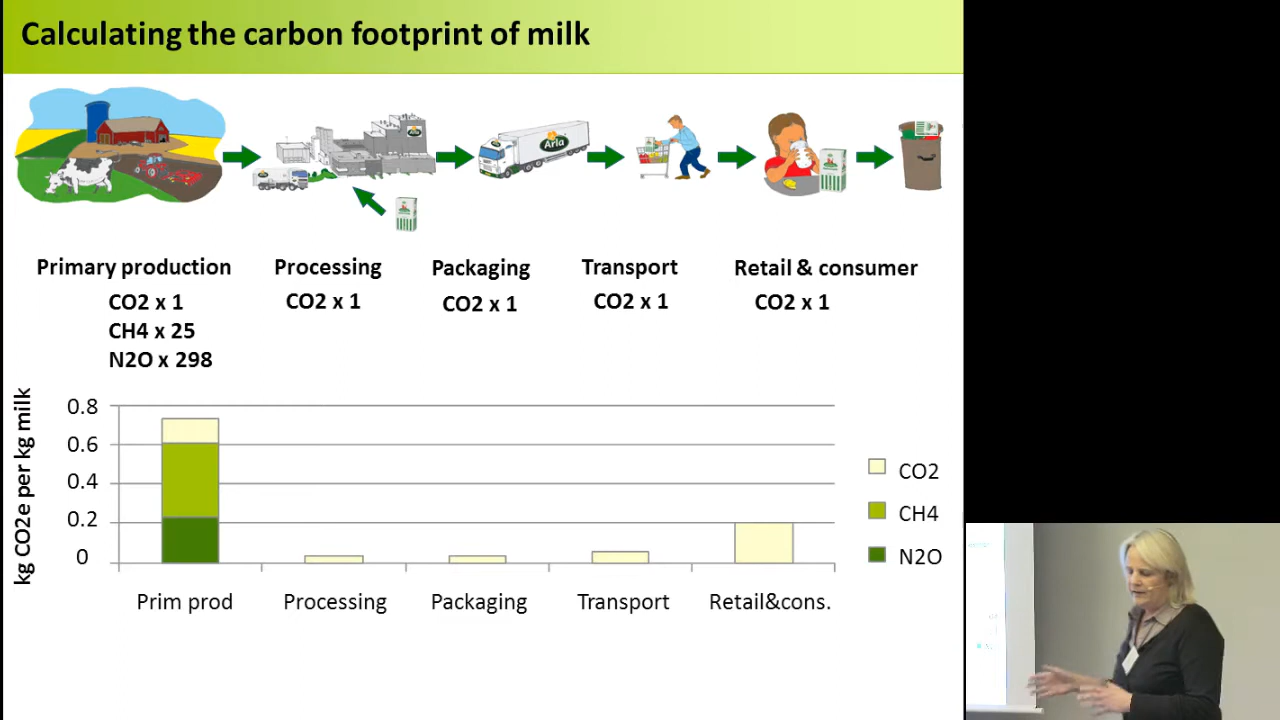 Calculating the carbon footprint of milk
Arla
Arla
Primary production
CO2 x 1
CH4 x 25
N2O x 298
Processing
CO2 x 1
Packaging
CO2 x 1
Transport
CO2 x 1
Retail & consumer
CO2 x 1
kg CO2e per kg milk
0.8
0.6
0.4
0.2
0
Prim prod
Processing
Packaging
Transport
Retail&cons.
CO2
CH4
N2O